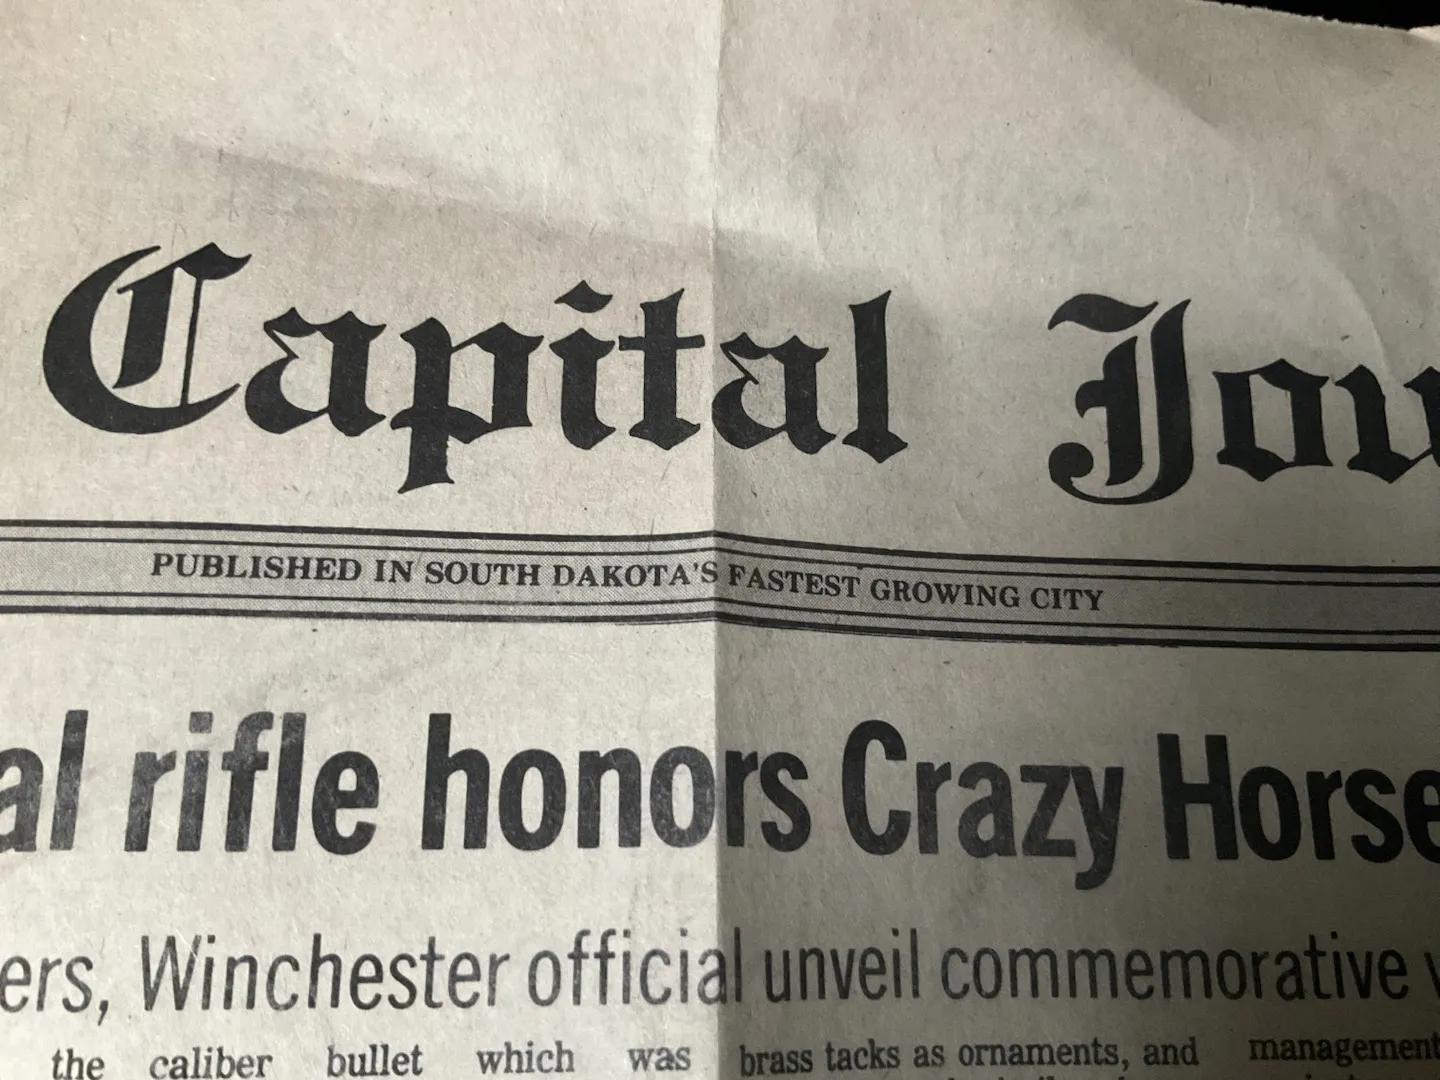 Capital Jou
PUBLISHED IN SOUTH DAKOTA'S FASTEST GROWING CITY
al rifle honors Crazy Horse
ers, Winchester official unveil commemorative
the caliber bullet which was brass tacks as ornaments, and management